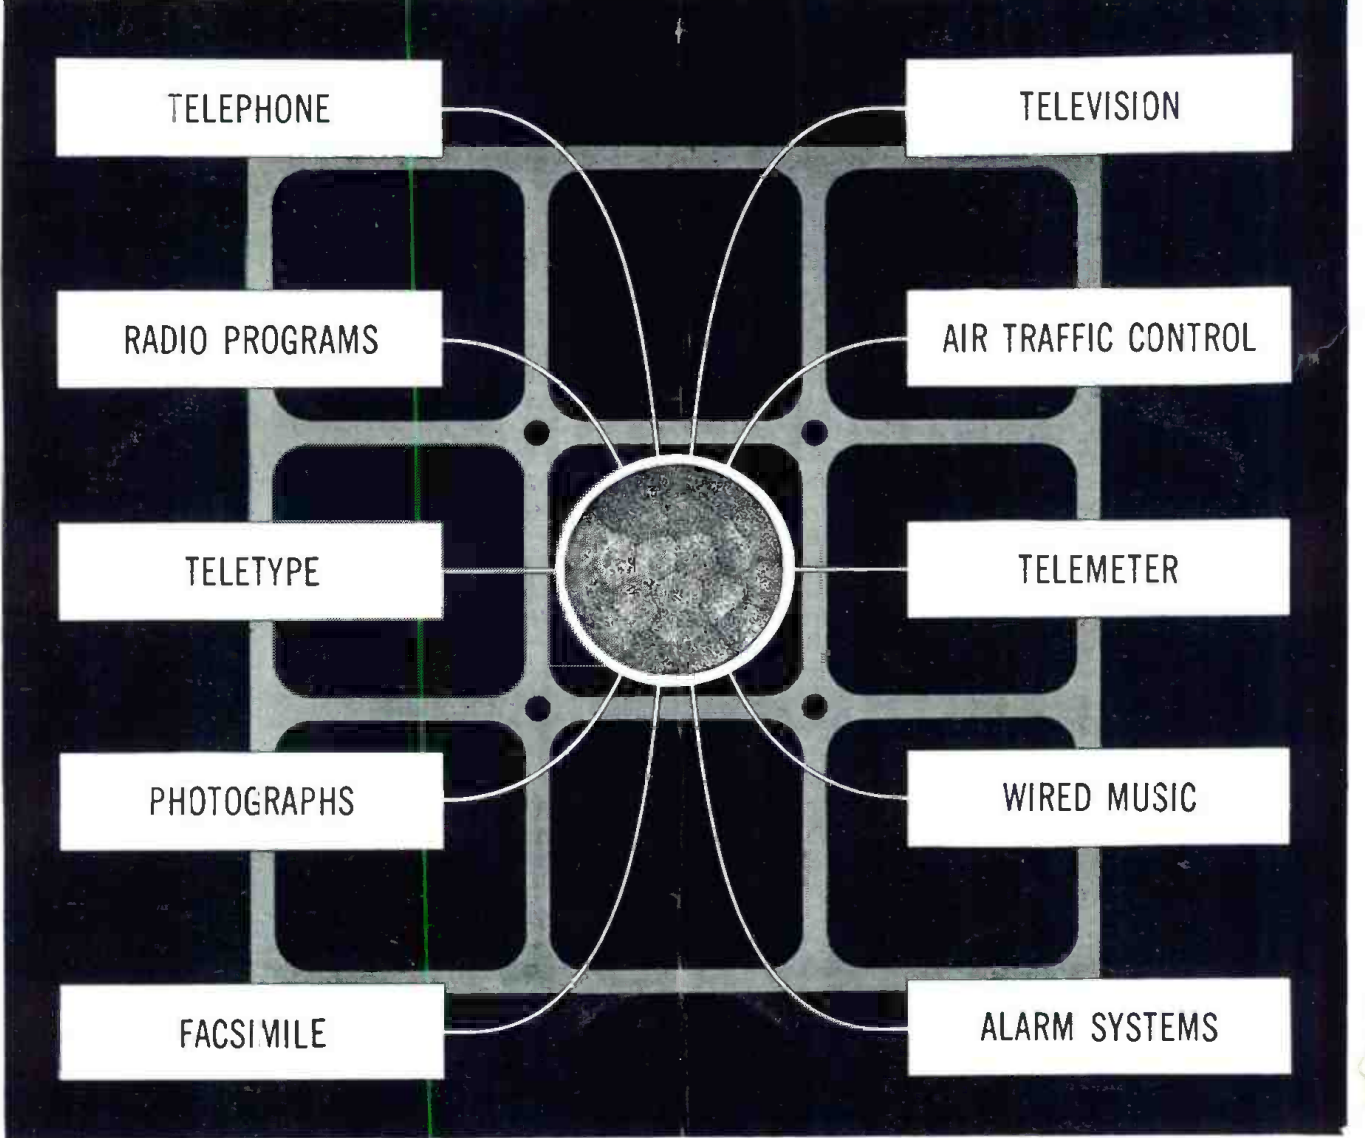 TELEPHONE
TELEVISION
RADIO PROGRAMS
AIR TRAFFIC CONTROL
TELETYPE
TELEMETER
PHOTOGRAPHS
WIRED MUSIC
FACSIMILE
ALARM SYSTEMS